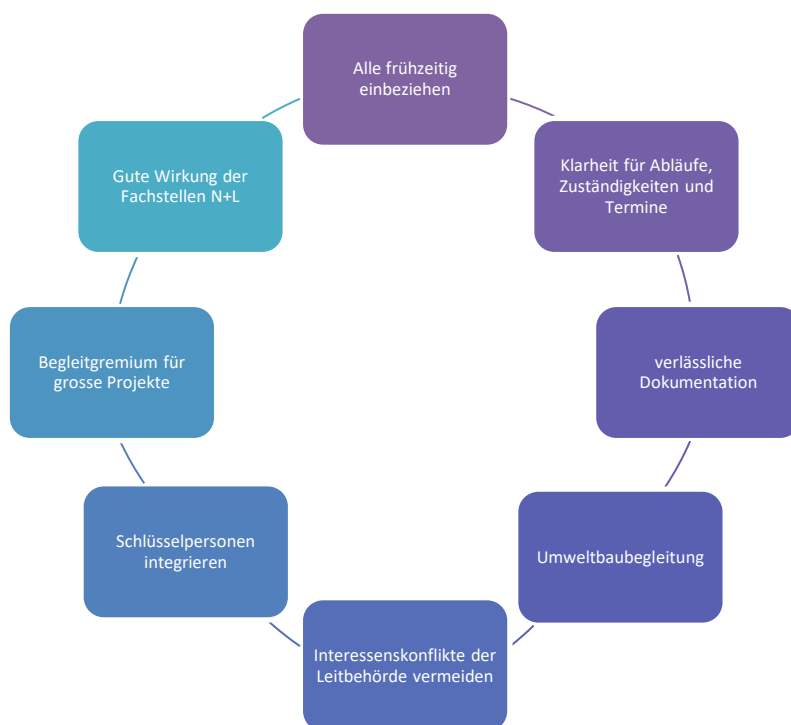 Alle frühzeitig
einbeziehen
Klarheit für Abläufe,
Zuständigkeiten und
Termine
verlässliche
Dokumentation
Umweltbaubegleitung
Interessenskonflikte der
Leitbehörde vermeiden
Schlüsselpersonen
integrieren
Begleitgremium für
grosse Projekte
Gute Wirkung der
Fachstellen N+L